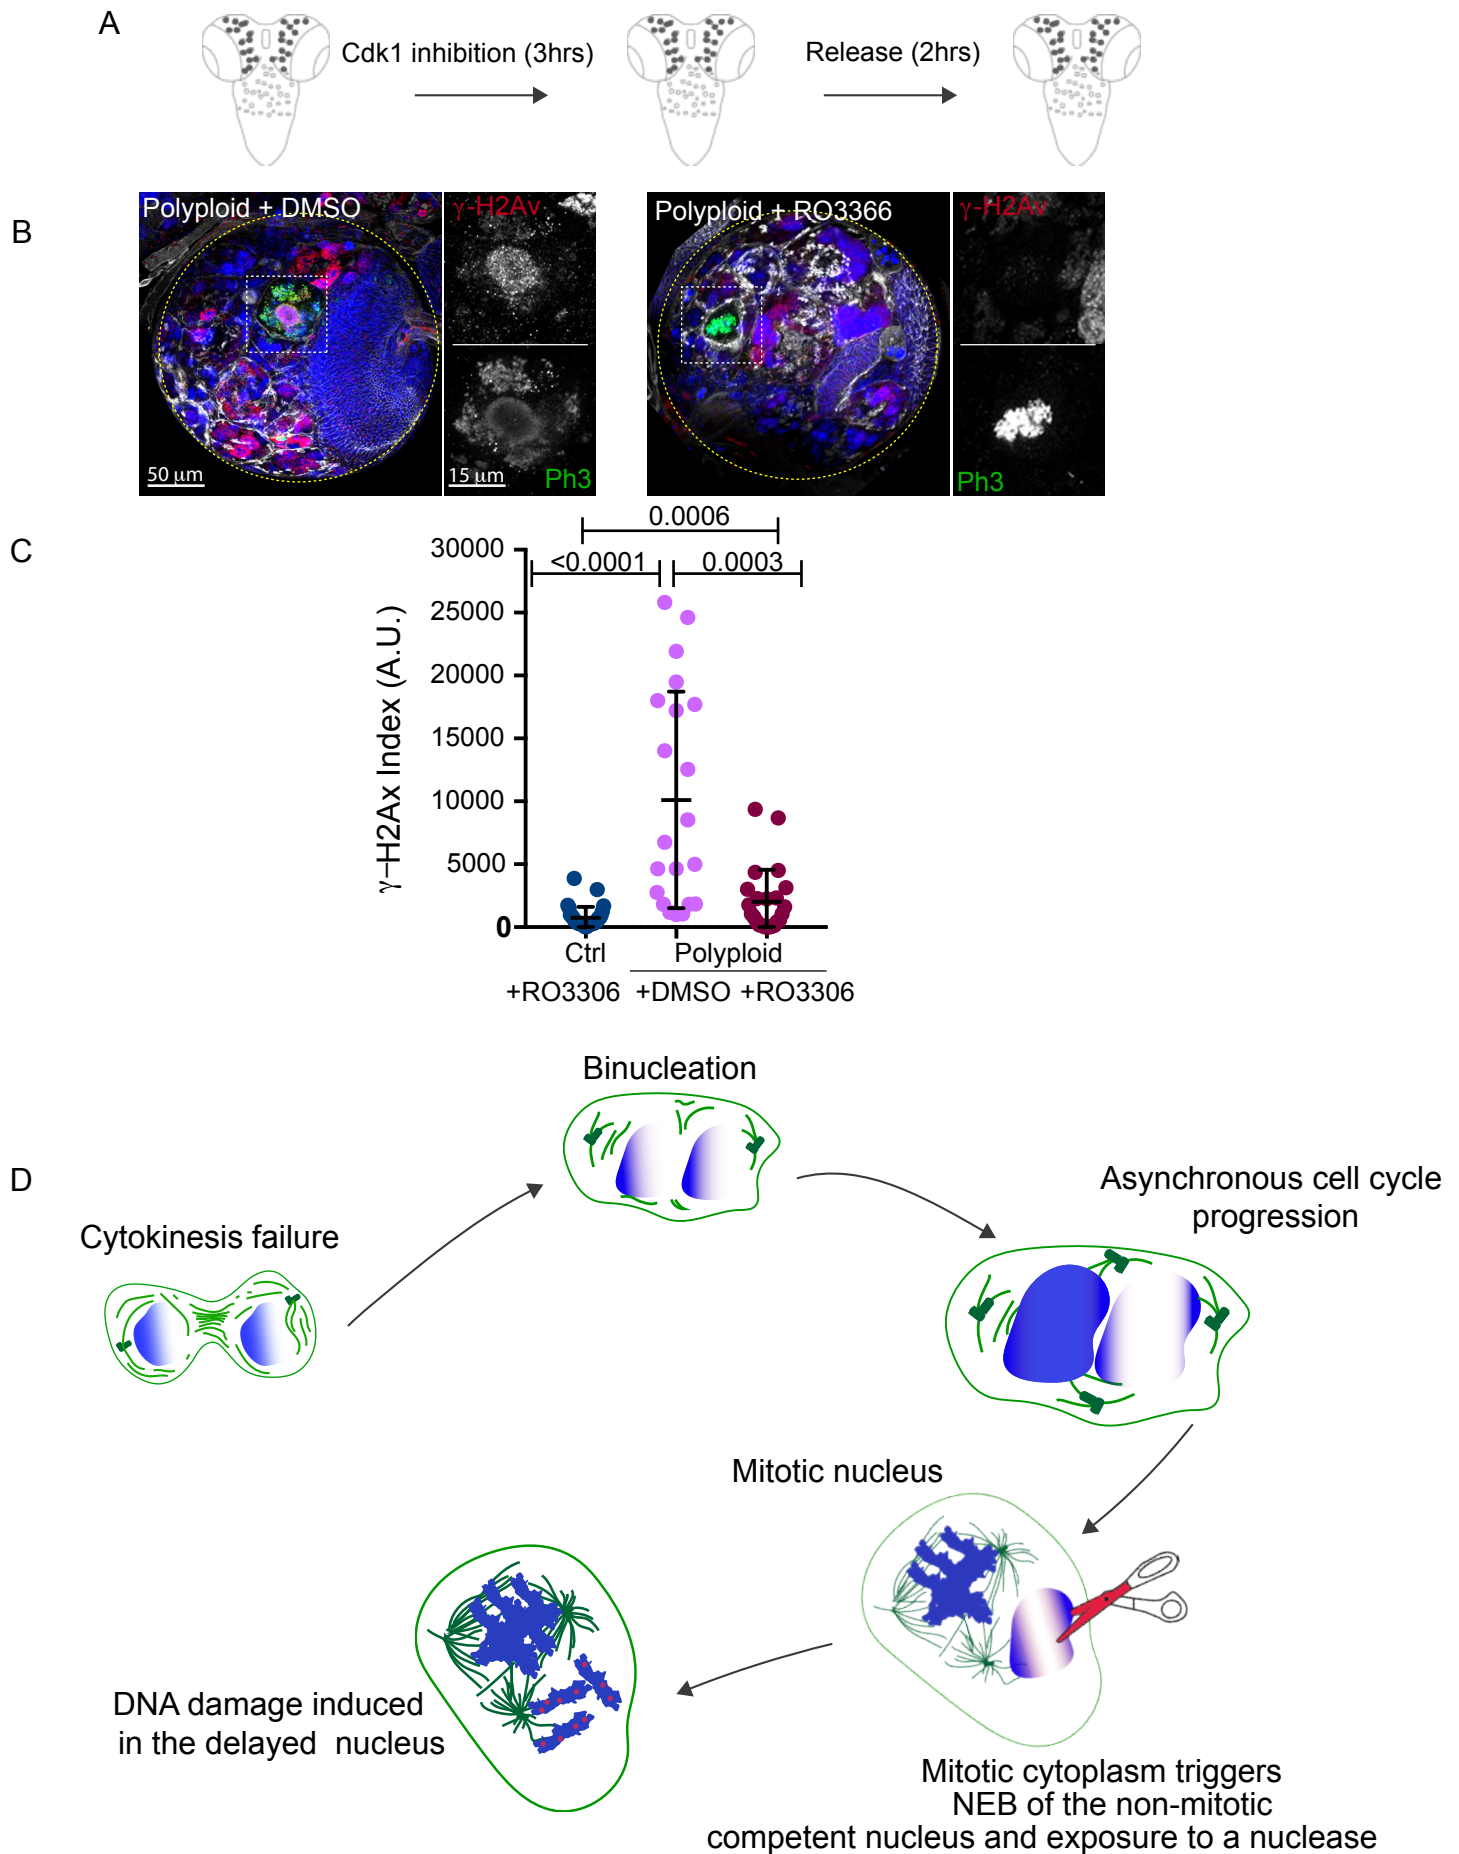 A
Cdk1 inhibition (3hrs)
Release (2hrs)
B
Polyploid + DMSO
γ-H2Av
50 μm
15 μm
Ph3
Polyploid + RO3366
γ-H2Av
Ph3
C
0.0006
<0.0001
0.0003
γ−H2Ax Index (A.U.)
30000
25000
20000
15000
10000
5000
0
Ctrl
Polyploid
+RO3306
+DMSO
+RO3306
D
Binucleation
Cytokinesis failure
Asynchronous cell cycle
progression
Mitotic nucleus
DNA damage induced
in the delayed nucleus
Mitotic cytoplasm triggers
NEB of the non-mitotic
competent nucleus and exposure to a nuclease